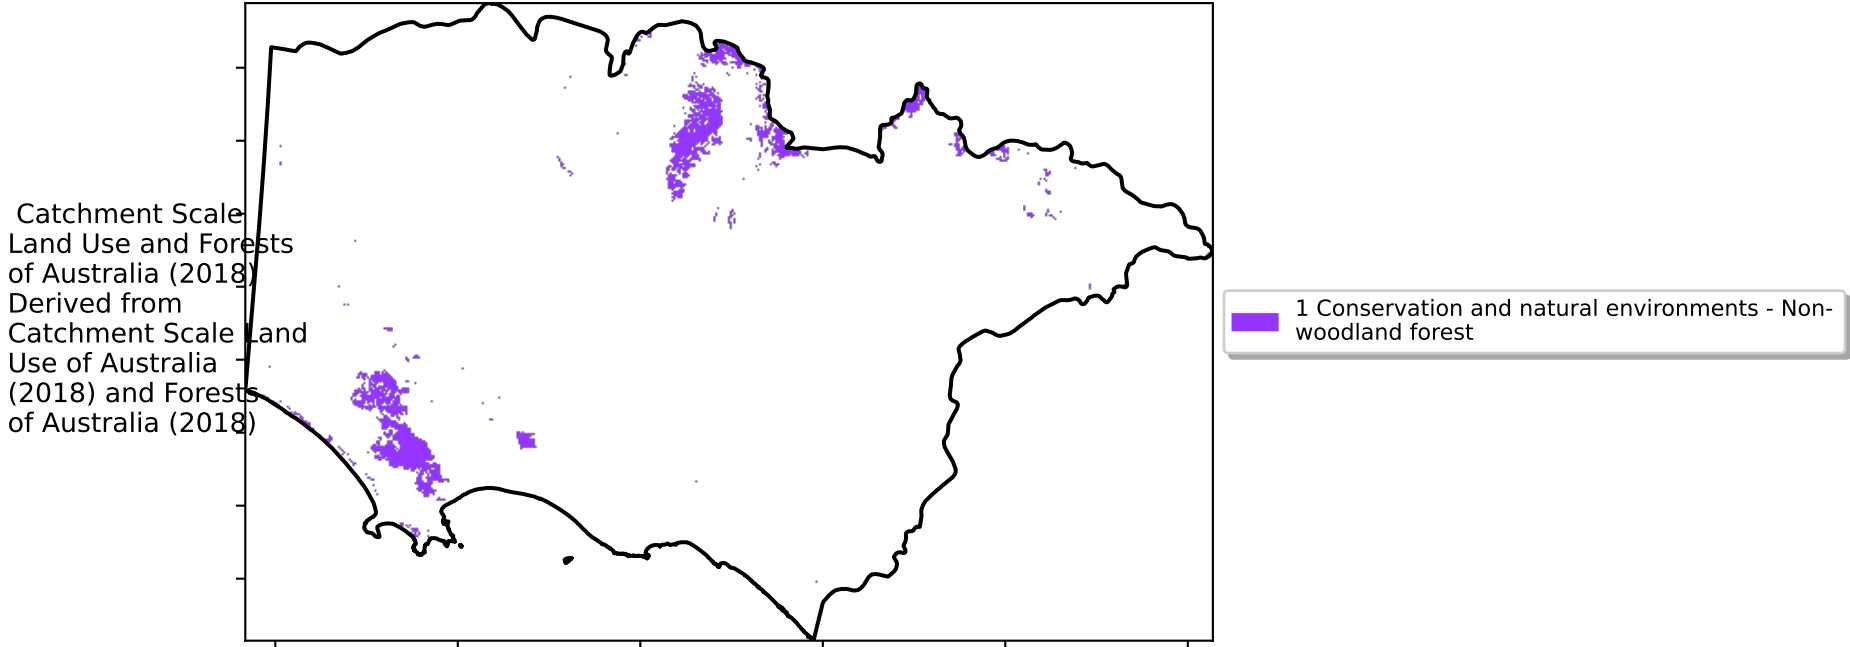 Catchment Scale
Land Use and Forests
of Australia (2018)
Derived from
Catchment Scale Land
Use of Australia
(2018) and Forests
of Australia (2018)
1 Conservation and natural environments - Non-
woodland forest